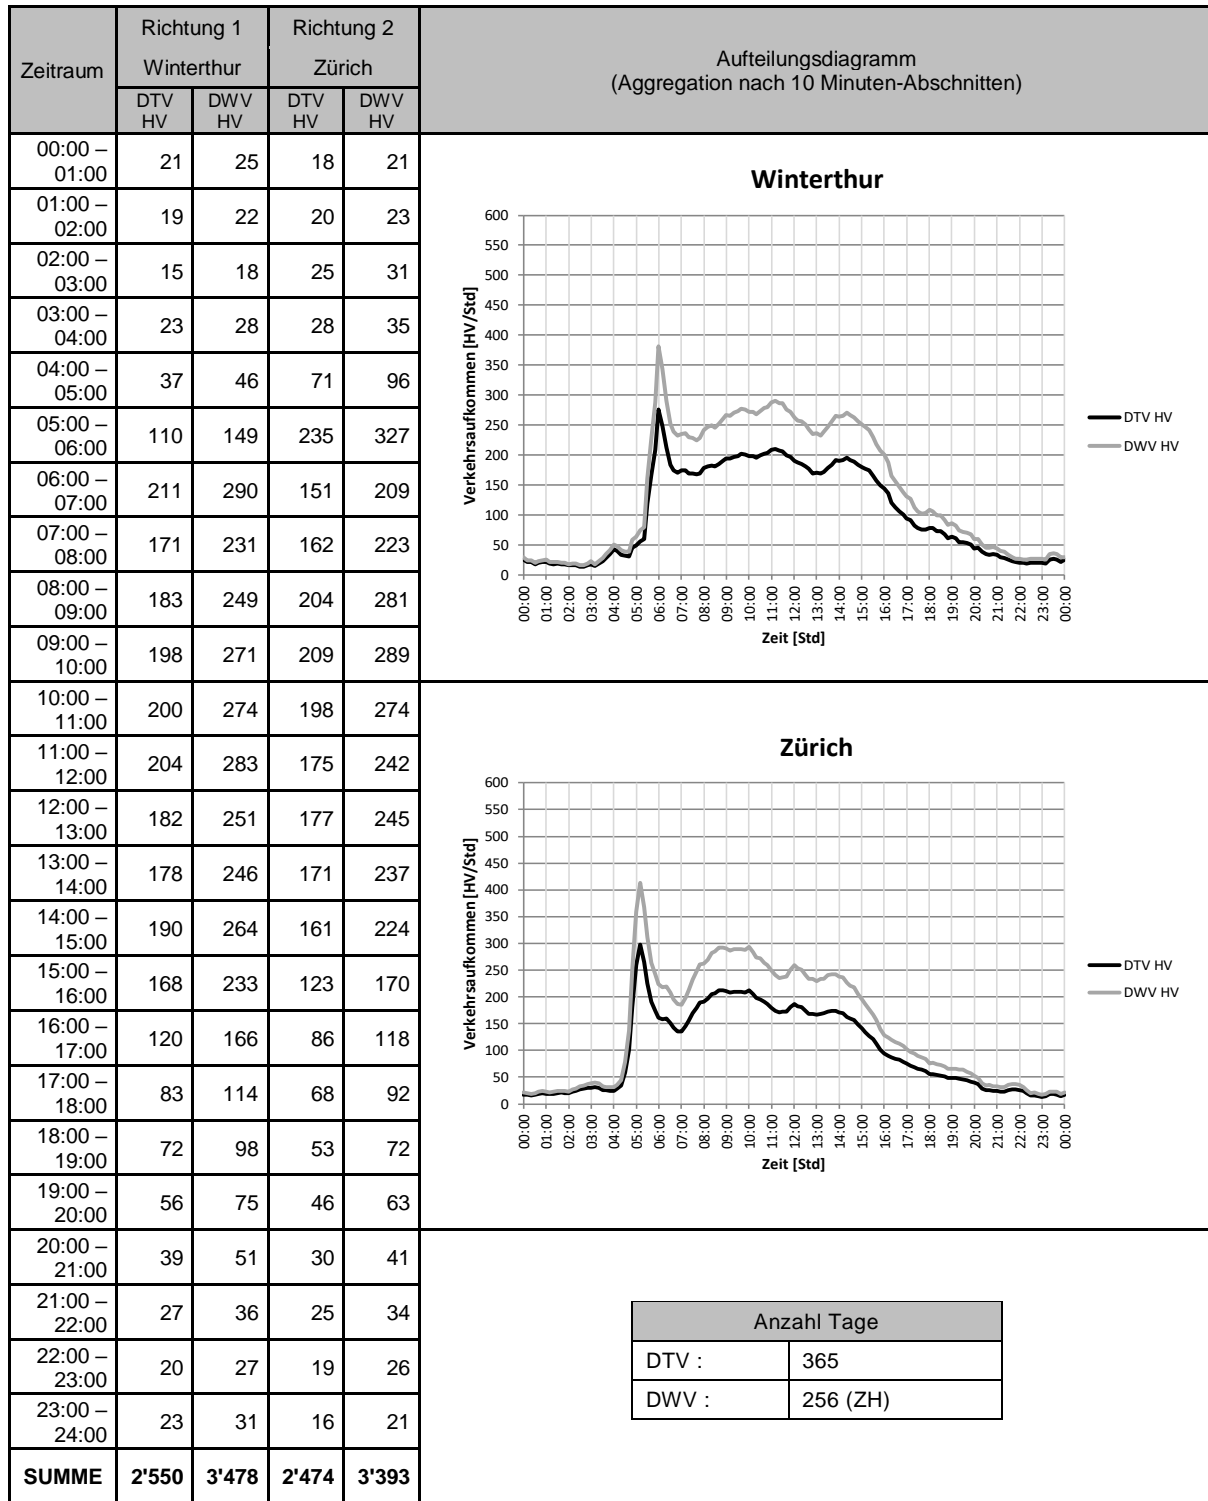 Zeitraum
Richtung 1
Winterthur
Richtung 2
Zürich
Aufteilungsdiagramm
(Aggregation nach 10 Minuten-Abschnitten)
DTV HV
DWV HV
DTV HV
DWV HV
00:00 – 01:00 21 25 18 21
01:00 – 02:00 19 22 20 23
02:00 – 03:00 15 18 25 31
03:00 – 04:00 23 28 28 35
04:00 – 05:00 37 46 71 96
05:00 – 06:00 110 149 235 327
06:00 – 07:00 211 290 151 209
07:00 – 08:00 171 231 162 223
08:00 – 09:00 183 249 204 281
09:00 – 10:00 198 271 209 289
10:00 – 11:00 200 274 198 274
11:00 – 12:00 204 283 175 242
12:00 – 13:00 182 251 177 245
13:00 – 14:00 178 246 171 237
14:00 – 15:00 190 264 161 224
15:00 – 16:00 168 233 123 170
16:00 – 17:00 120 166 86 118
17:00 – 18:00 83 114 68 92
18:00 – 19:00 72 98 53 72
19:00 – 20:00 56 75 46 63
20:00 – 21:00 39 51 30 41
21:00 – 22:00 27 36 25 34
22:00 – 23:00 20 27 19 26
23:00 – 24:00 23 31 16 21
SUMME 2'550 3'478 2'474 3'393
Winterthur
Verkehrsaufkommen [HV/Std]
600
550
500
450
400
350
300
250
200
150
100
50
0
00:00 01:00 02:00 03:00 04:00 05:00 06:00 07:00 08:00 09:00 10:00 11:00 12:00 13:00 14:00 15:00 16:00 17:00 18:00 19:00 20:00 21:00 22:00 23:00 00:00
Zeit [Std]
DTV HV
DWV HV
Zürich
Verkehrsaufkommen [HV/Std]
600
550
500
450
400
350
300
250
200
150
100
50
0
00:00 01:00 02:00 03:00 04:00 05:00 06:00 07:00 08:00 09:00 10:00 11:00 12:00 13:00 14:00 15:00 16:00 17:00 18:00 19:00 20:00 21:00 22:00 23:00 00:00
Zeit [Std]
DTV HV
DWV HV
Anzahl Tage
DTV : 365
DWV : 256 (ZH)